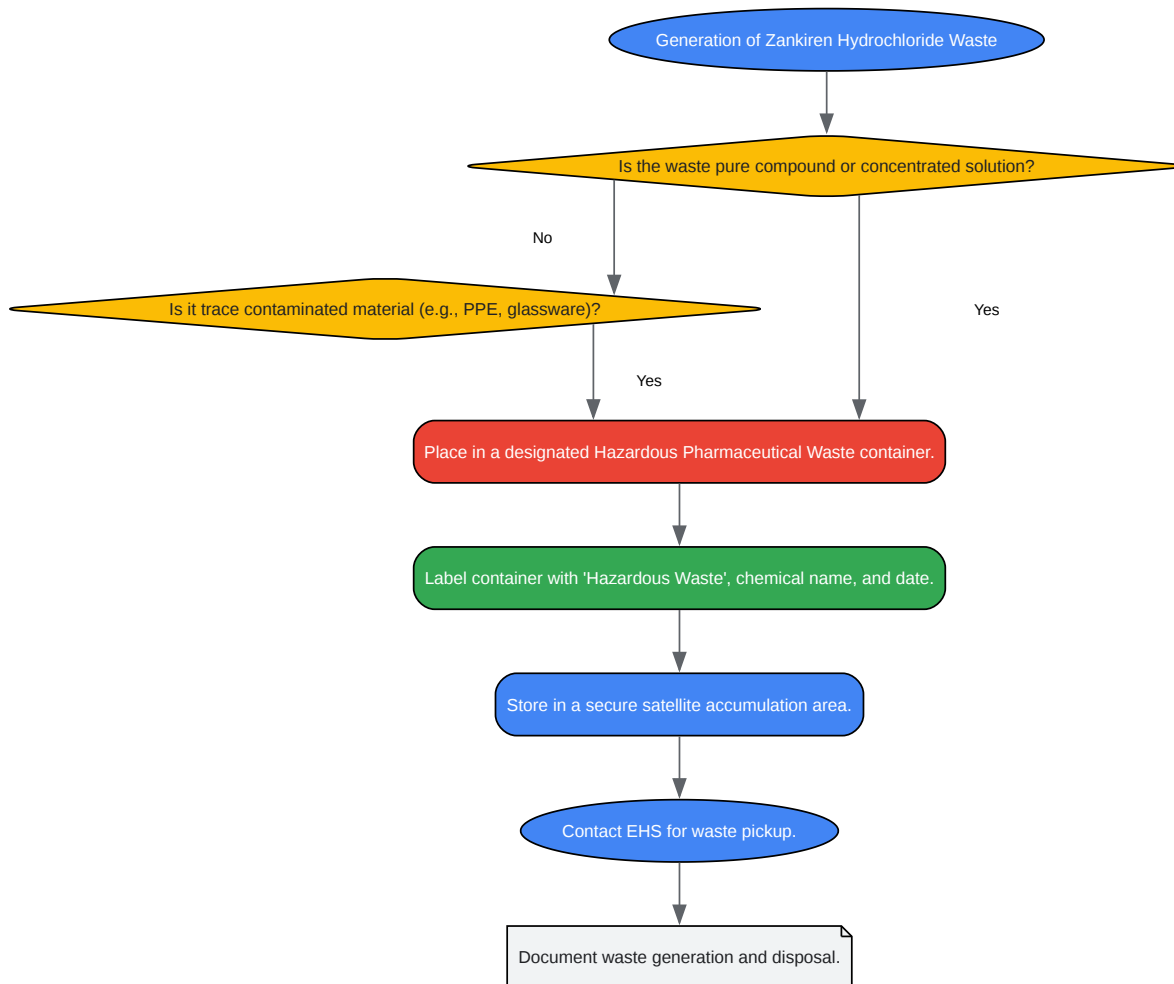 Generation of Zankiren Hydrochloride Waste
Is the waste pure compound or concentrated solution?
No
Is it trace contaminated material (e.g., PPE, glassware)?
Yes
Yes
Place in a designated Hazardous Pharmaceutical Waste container.
Label container with 'Hazardous Waste', chemical name, and date.
Store in a secure satellite accumulation area.
Contact EHS for waste pickup.
Document waste generation and disposal.